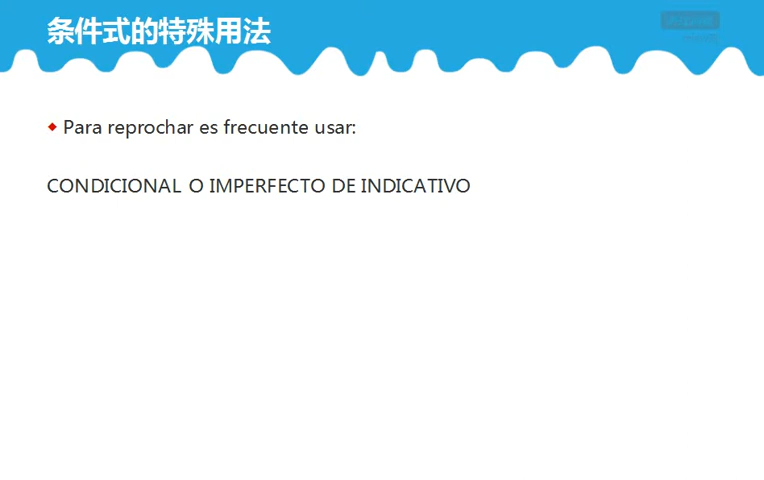 条件式的特殊用法
Para reprochar es frecuente usar:
CONDICIONAL O IMPERFECTO DE INDICATIVO